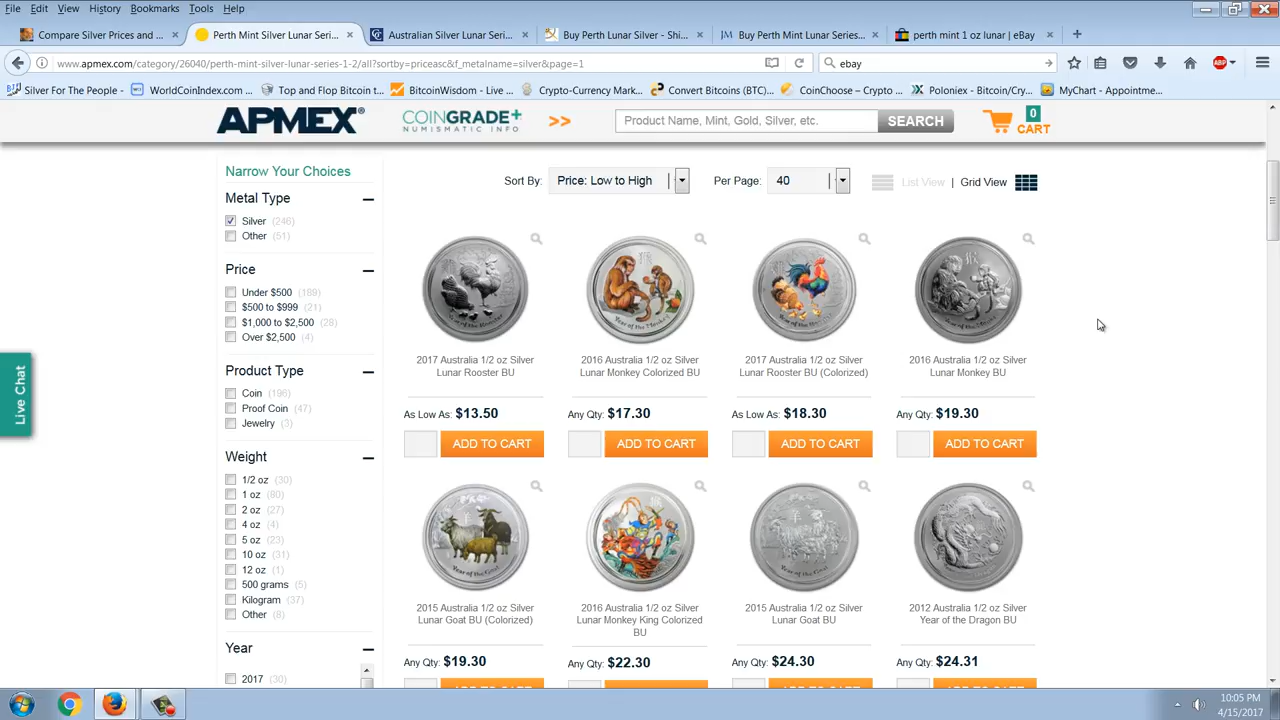 File Edit View History Bookmarks Tools Help
Compare Silver Prices and ... ×
Perth Mint Silver Lunar Seri... ×
Australian Silver Lunar Seri... ×
Buy Perth Lunar Silver - Shi... ×
JM Buy Perth Mint Lunar Series... ×
perth mint 1 oz lunar | eBay ×
www.apmex.com/category/26040/perth-mint-silver-lunar-series-1-2/all?sortby=priceasc&f_metalname=silver&page=1
ebay
ABP
Silver For The People - ...
WorldCoinIndex.com ...
Top and Flop Bitcoin t...
BitcoinWisdom - Live ...
Crypto-Currency Mark...
Convert Bitcoins (BTC)...
CoinChoose – Crypto ...
Poloniex - Bitcoin/Cry...
MyChart - Appointme...
APMEX®
COINGRADE+
NUMISMATIC INFO
>>
Product Name, Mint, Gold, Silver, etc.
SEARCH
0
CART
Narrow Your Choices
Metal Type
Silver (246)
Other (51)
Price
Under $500 (189)
$500 to $999 (21)
$1,000 to $2,500 (28)
Over $2,500 (4)
Product Type
Coin (196)
Proof Coin (47)
Jewelry (3)
Weight
1/2 oz (30)
1 oz (80)
2 oz (27)
4 oz (4)
5 oz (23)
10 oz (31)
12 oz (1)
500 grams (5)
Kilogram (37)
Other (8)
Year
2017 (30)
Live Chat
Sort By: Price: Low to High
Per Page: 40
List View | Grid View
2017 Australia 1/2 oz Silver
Lunar Rooster BU
As Low As: $13.50
ADD TO CART
2016 Australia 1/2 oz Silver
Lunar Monkey Colorized BU
Any Qty: $17.30
ADD TO CART
2017 Australia 1/2 oz Silver
Lunar Rooster BU (Colorized)
As Low As: $18.30
ADD TO CART
2016 Australia 1/2 oz Silver
Lunar Monkey BU
Any Qty: $19.30
ADD TO CART
2015 Australia 1/2 oz Silver
Lunar Goat BU (Colorized)
Any Qty: $19.30
ADD TO CART
2016 Australia 1/2 oz Silver
Lunar Monkey King Colorized
BU
Any Qty: $22.30
2015 Australia 1/2 oz Silver
Lunar Goat BU
Any Qty: $24.30
ADD TO CART
2012 Australia 1/2 oz Silver
Year of the Dragon BU
Any Qty: $24.31
ADD TO CART
10:05 PM
4/15/2017